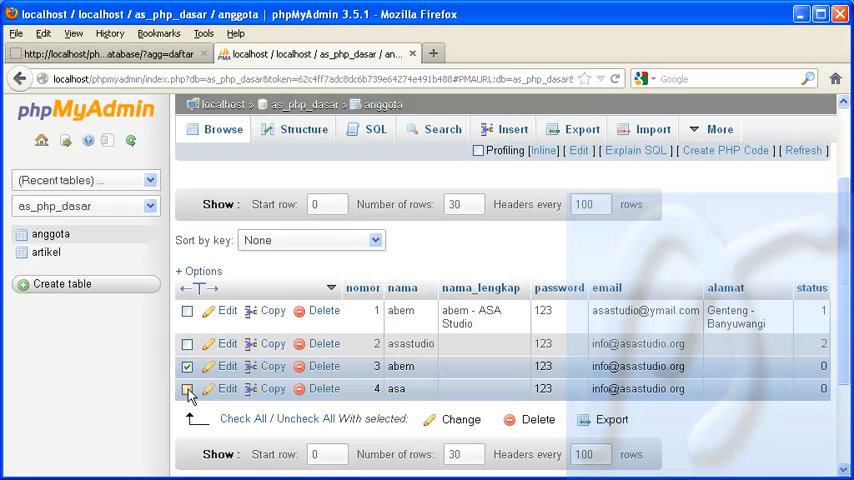 localhost / localhost / as_php_dasar / anggota | phpMyAdmin 3.5.1 - Mozilla Firefox
File Edit View History Bookmarks Tools Help
http://localhost/ph...atabase/?agg=daftar
localhost / localhost / as_php_dasar / an...
localhost/phpmyadmin/index.php?db=as_php_dasar&token=62c4ff7adc8dc6b739e64274e491b488#PMAURL:db=as_php_dasar&
Google
phpMyAdmin
localhost » as_php_dasar » anggota
Browse Structure SQL Search Insert Export Import More
Profiling [Inline] [ Edit ] [ Explain SQL ] [ Create PHP Code ] [ Refresh ]
(Recent tables) ...
as_php_dasar
anggota
artikel
Create table
Show : Start row: 0 Number of rows: 30 Headers every 100 rows
Sort by key: None
+ Options
nomor nama nama_lengkap password email alamat status
Edit Copy Delete 1 abem abem - ASA Studio 123 asastudio@ymail.com Genteng - Banyuwangi 1
Edit Copy Delete 2 asastudio 123 info@asastudio.org 2
Edit Copy Delete 3 abem 123 info@asastudio.org 0
Edit Copy Delete 4 asa 123 info@asastudio.org 0
Check All / Uncheck All With selected: Change Delete Export
Show : Start row: 0 Number of rows: 30 Headers every 100 rows